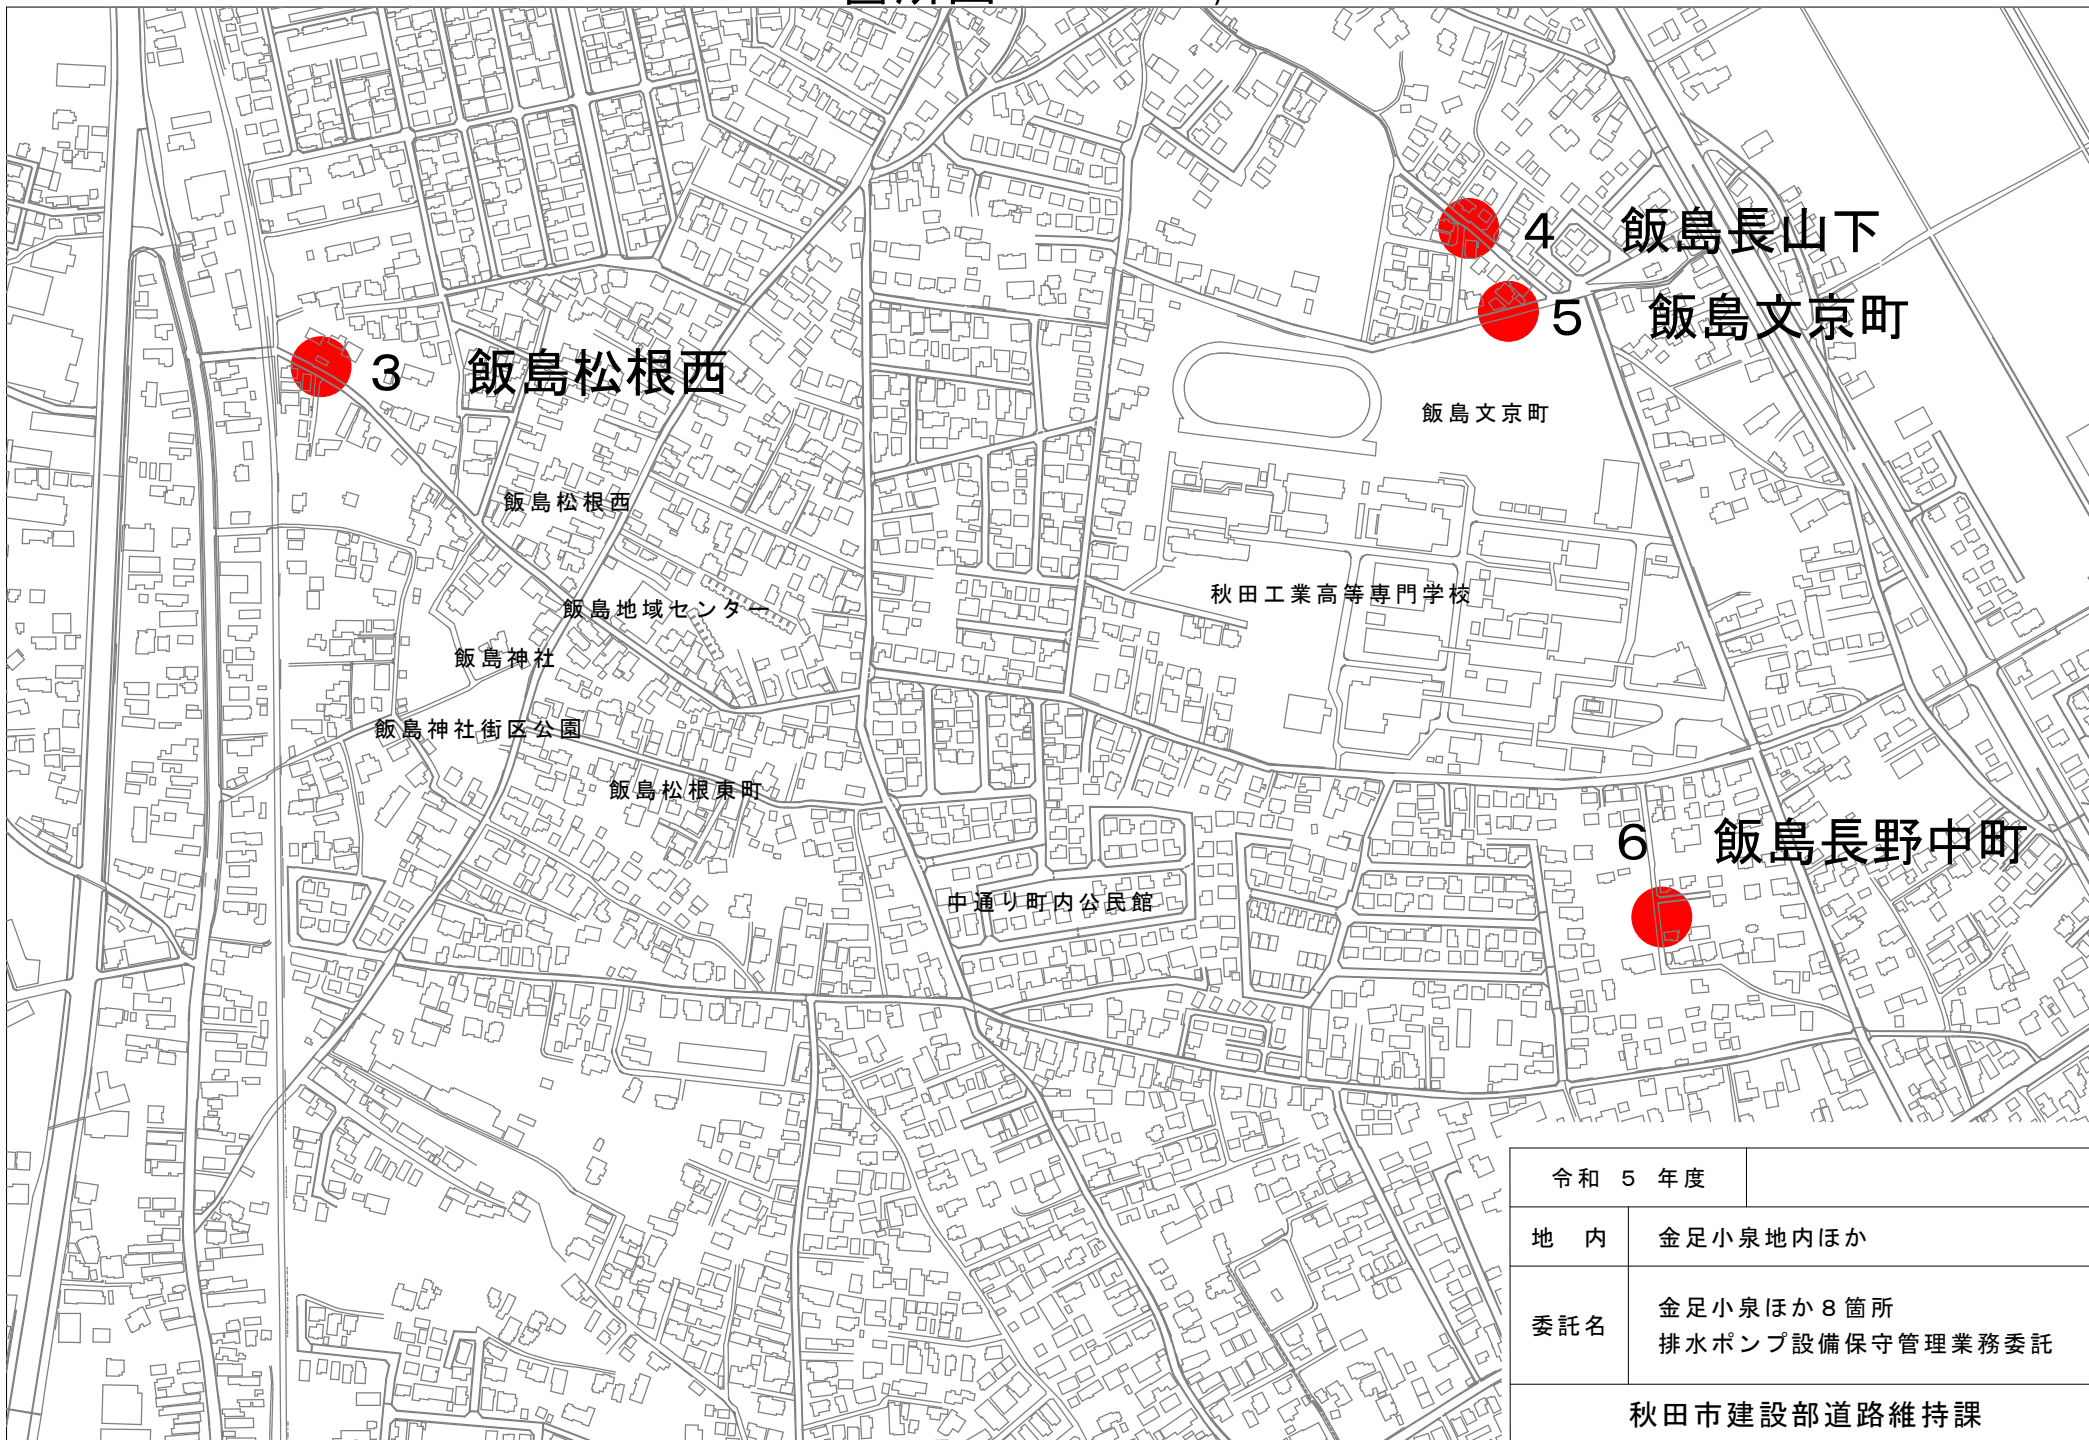 4 飯島長山下
5 飯島文京町
3 飯島松根西
飯島文京町
飯島松根西
秋田工業高等専門学校
飯島地域センター
飯島神社
飯島神社街区公園
飯島松根東町
6 飯島長野中町
中通り町内公民館
令和 5 年度
地 内 金足小泉地内ほか
委託名 金足小泉ほか8箇所
排水ポンプ設備保守管理業務委託
秋田市建設部道路維持課